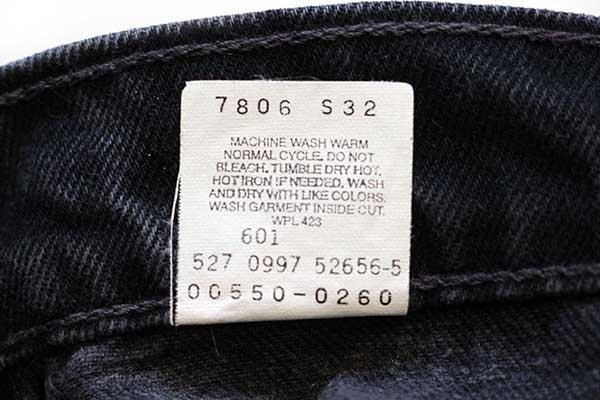 7806 S32
MACHINE WASH WARM
NORMAL CYCLE. DO NOT
BLEACH. TUMBLE DRY HOT.
HOT IRON IF NEEDED. WASH
AND DRY WITH LIKE COLORS.
WASH GARMENT INSIDE OUT.
WPL 423
601
527 0997 52656-5
00550-0260